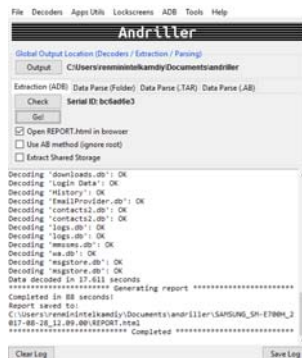 File Decoders Apps Utils Lockscreens ADB Tools Help
Andriller
Global Output Location (Decoders / Extraction / Parsing)
Output C:\Users\renminintelkamdiy\Documents\andriller
Extraction (ADB) Data Parse (Folder) Data Parse (.TAR) Data Parse (.AB)
Check Serial ID: bc6ad6e3
Go!
Open REPORT.html in browser
Use AB method (ignore root)
Extract Shared Storage
Decoding 'downloads.db': OK
Decoding 'Login Data': OK
Decoding 'History': OK
Decoding 'EmailProvider.db': OK
Decoding 'contacts2.db': OK
Decoding 'contacts2.db': OK
Decoding 'logs.db': OK
Decoding 'logs.db': OK
Decoding 'mmssms.db': OK
Decoding 'wa.db': OK
Decoding 'msgstore.db': OK
Decoding 'msgstore.db': OK
Data decoded in 17.611 seconds
Generating report
Completed in 88 seconds!
Report saved to:
C:\Users\renminintelkamdiy\Documents\andriller\SAMSUNG_SM-E700H_2
017-08-28_12.09.00\REPORT.html
Completed
Clear Log Save Log